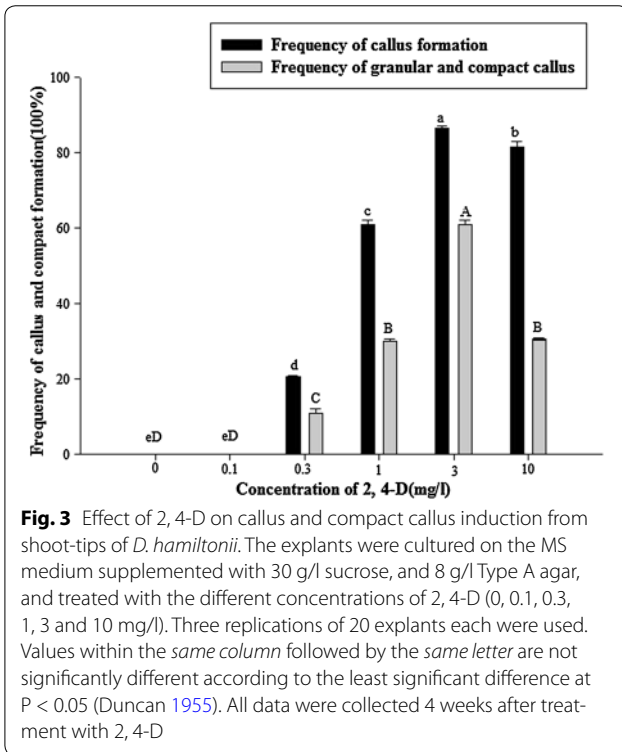 Frequency of callus formation
Frequency of granular and compact callus
Frequency of callus and compact formation(100%)
100
80
60
40
20
0
eD
eD
d
C
c
B
a
A
b
B
0
0.1
0.3
1
3
10
Concentration of 2, 4-D(mg/l)
Fig. 3 Effect of 2, 4-D on callus and compact callus induction from
shoot-tips of D. hamiltonii. The explants were cultured on the MS
medium supplemented with 30 g/l sucrose, and 8 g/l Type A agar,
and treated with the different concentrations of 2, 4-D (0, 0.1, 0.3,
1, 3 and 10 mg/l). Three replications of 20 explants each were used.
Values within the same column followed by the same letter are not
significantly different according to the least significant difference at
P < 0.05 (Duncan 1955). All data were collected 4 weeks after treat-
ment with 2, 4-D